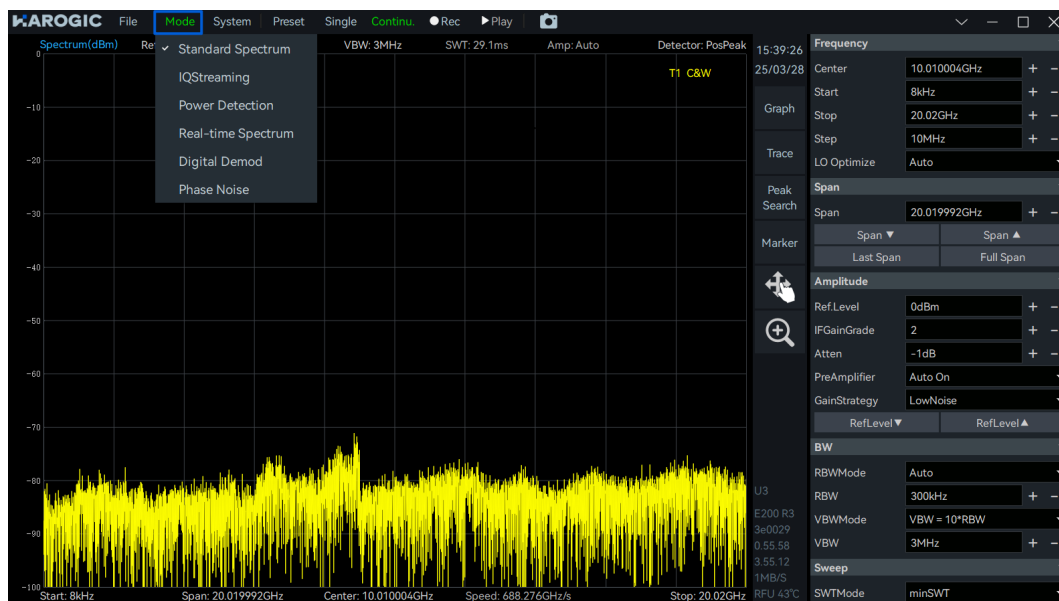 HAROGIC File Mode System Preset Single Continu. Rec Play
Spectrum(dBm) Re VBW: 3MHz SWT: 29.1ms Amp: Auto Detector: PosPeak
✓ Standard Spectrum
IQStreaming
Power Detection
Real-time Spectrum
Digital Demod
Phase Noise
T1 C&W
0
-10
-20
-30
-40
-50
-60
-70
-80
-90
-100
Start: 8kHz Span: 20.019992GHz Center: 10.010004GHz Speed: 688.276GHz/s Stop: 20.02GHz
15:39:26
25/03/28
Graph
Trace
Peak
Search
Marker
U3
E200 R3
3e0029
0.55.58
3.55.12
1MB/S
RFU 43°C
Frequency
Center 10.010004GHz + -
Start 8kHz + -
Stop 20.02GHz + -
Step 10MHz + -
LO Optimize Auto
Span
Span 20.019992GHz + -
Span ▼ Span ▲
Last Span Full Span
Amplitude
Ref.Level 0dBm + -
IFGainGrade 2 + -
Atten -1dB + -
PreAmplifier Auto On
GainStrategy LowNoise
RefLevel▼ RefLevel▲
BW
RBWMode Auto
RBW 300kHz + -
VBWMode VBW = 10*RBW
VBW 3MHz + -
Sweep
SWTMode minSWT